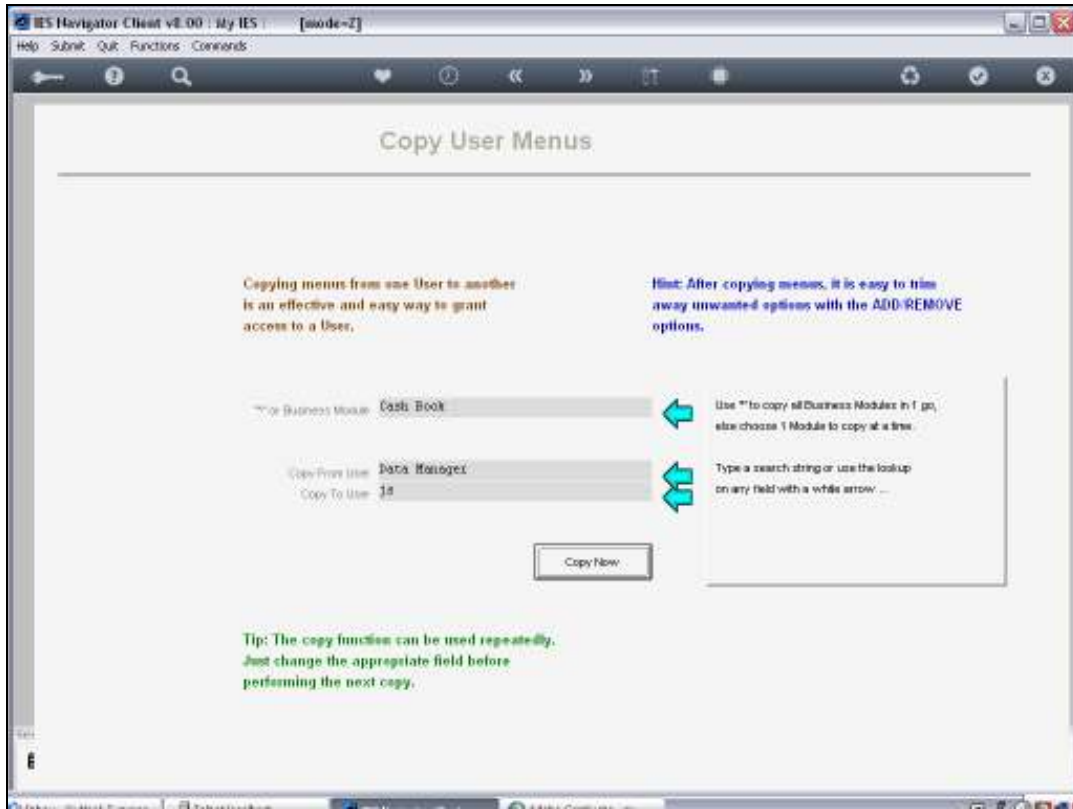 IES Navigator Client v8.00 : My IES : [mode=Z]
Help Submit Quit Functions Commands
Copy User Menus
Copying menus from one User to another
is an effective and easy way to grant
access to a User.
Hint: After copying menus, it is easy to trim
away unwanted options with the ADD/REMOVE
options.
'*' or Business Module Cash Book
Use '*' to copy all Business Modules in 1 go,
else choose 1 Module to copy at a time.
Copy From User Data Manager
Copy To User
Type a search string or use the lookup
on any field with a while arrow ...
Copy Now
Tip: The copy function can be used repeatedly.
Just change the appropriate field before
performing the next copy.